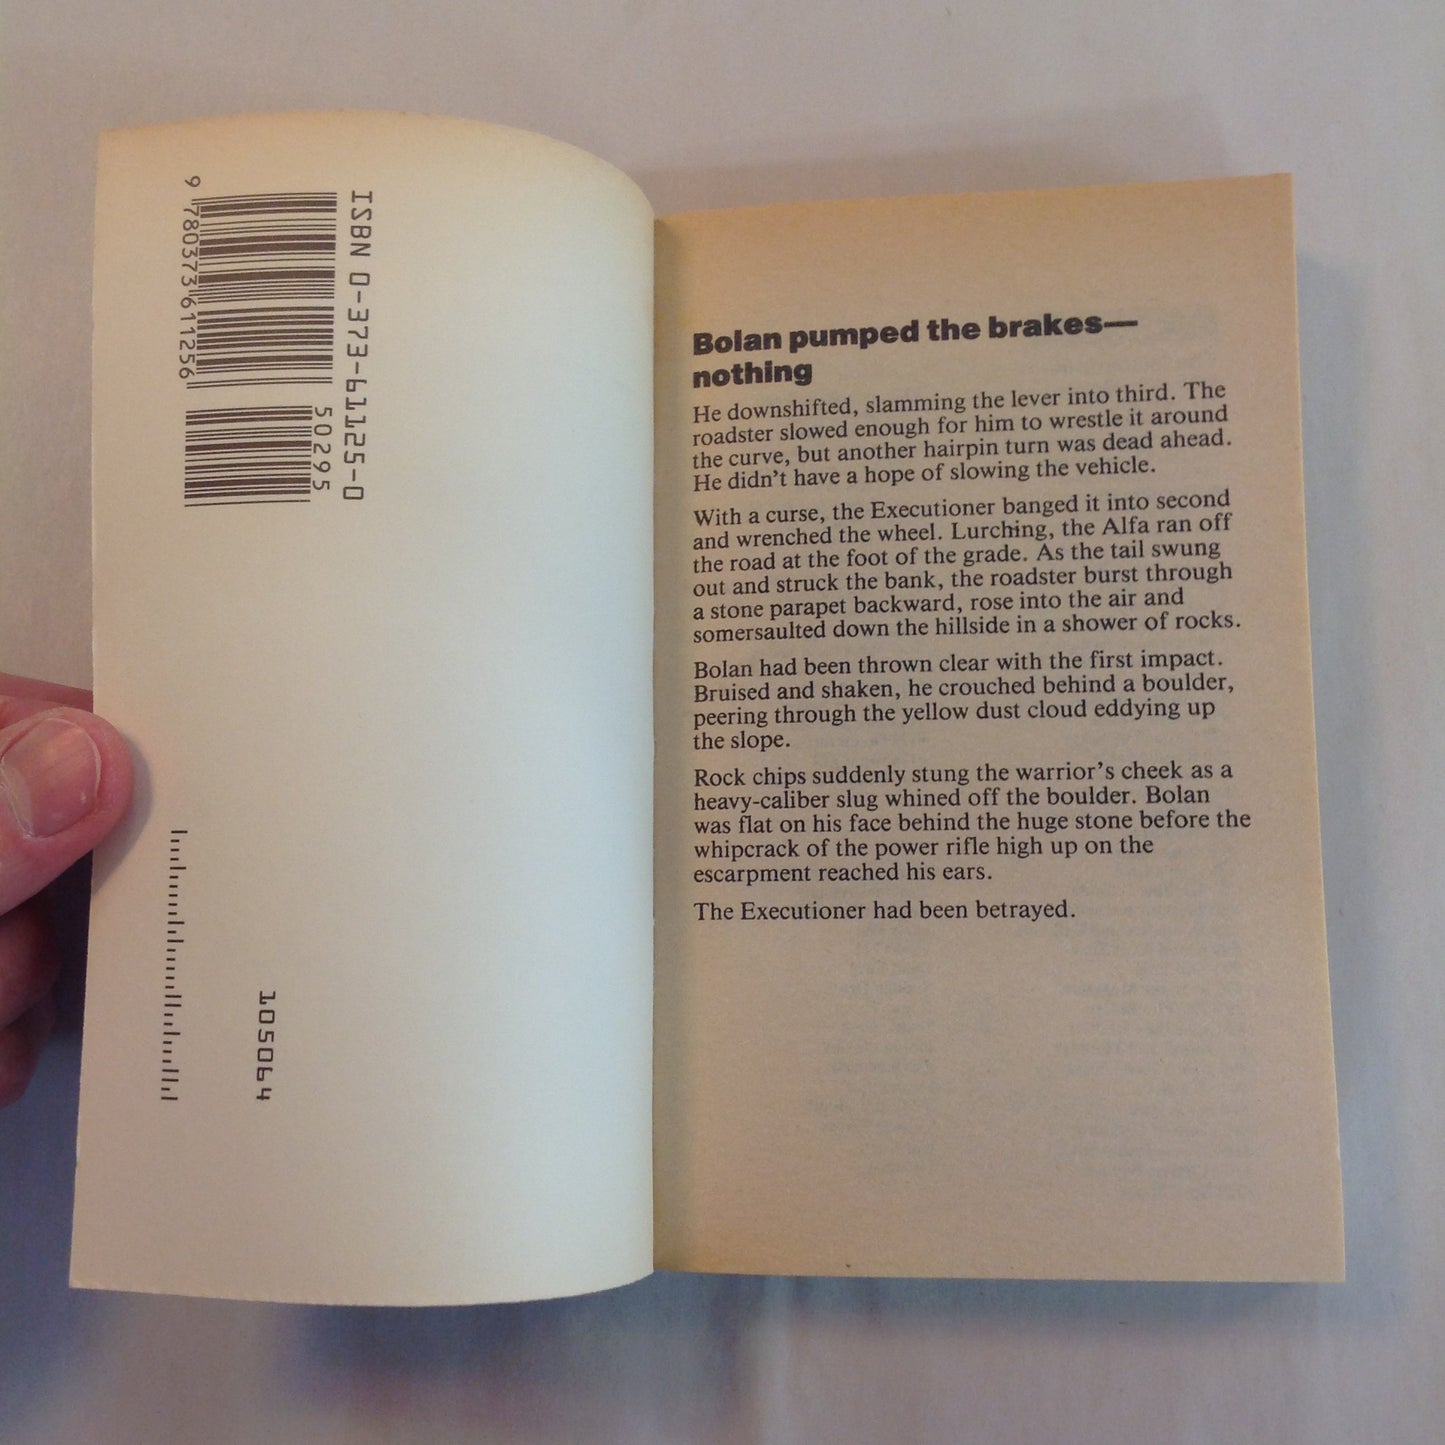 ISBN 0-373-61125-0
9 780373 611256
50295
105064
Bolan pumped the brakes—
nothing
He downshifted, slamming the lever into third. The
roadster slowed enough for him to wrestle it around
the curve, but another hairpin turn was dead ahead.
He didn't have a hope of slowing the vehicle.
With a curse, the Executioner banged it into second
and wrenched the wheel. Lurching, the Alfa ran off
the road at the foot of the grade. As the tail swung
out and struck the bank, the roadster burst through
a stone parapet backward, rose into the air and
somersaulted down the hillside in a shower of rocks.
Bolan had been thrown clear with the first impact.
Bruised and shaken, he crouched behind a boulder,
peering through the yellow dust cloud eddying up
the slope.
Rock chips suddenly stung the warrior's cheek as a
heavy-caliber slug whined off the boulder. Bolan
was flat on his face behind the huge stone before the
whipcrack of the power rifle high up on the
escarpment reached his ears.
The Executioner had been betrayed.